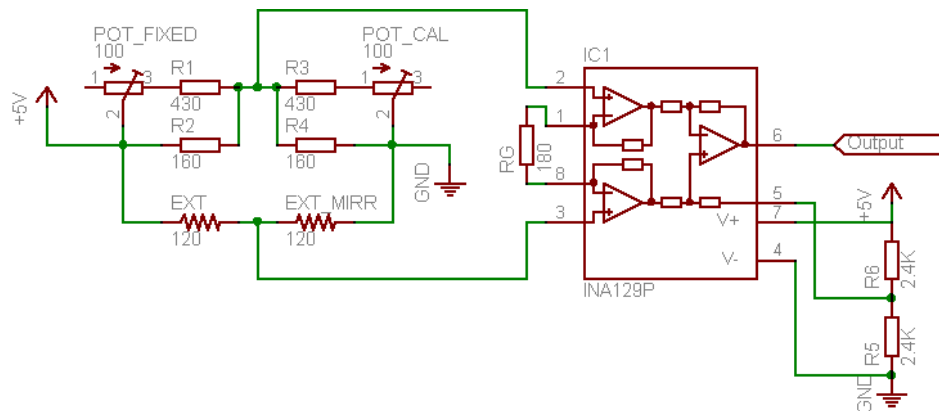 POT_FIXED
100
1
3
2
R1
430
R2
160
+5V
R3
430
R4
160
POT_CAL
100
1
3
2
GND
EXT
120
EXT_MIRR
120
IC1
2
1
8
3
RG
180
6
5
7
4
V+
V-
INA129P
Output
+5V
R6
2.4K
R5
2.4K
GND